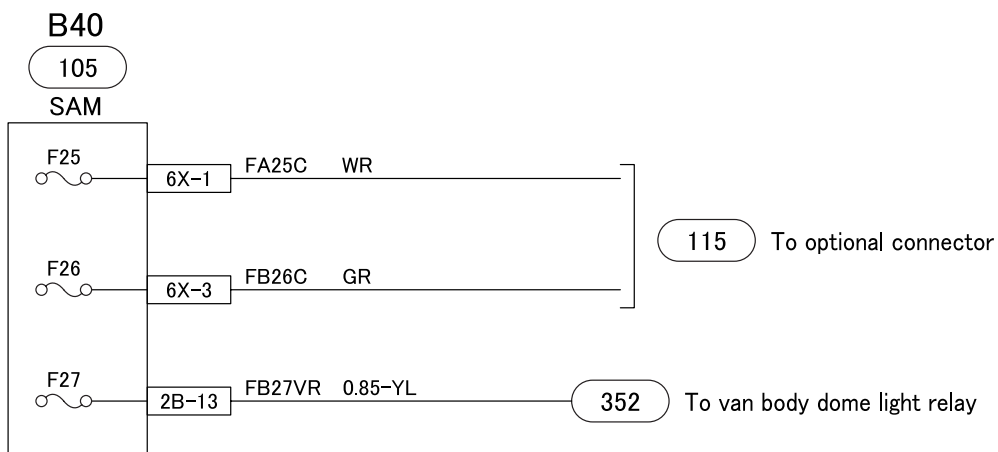 B40
105
SAM
F25
6X-1
FA25C WR
115 To optional connector
F26
6X-3
FB26C GR
F27
2B-13
FB27VR 0.85-YL
352 To van body dome light relay